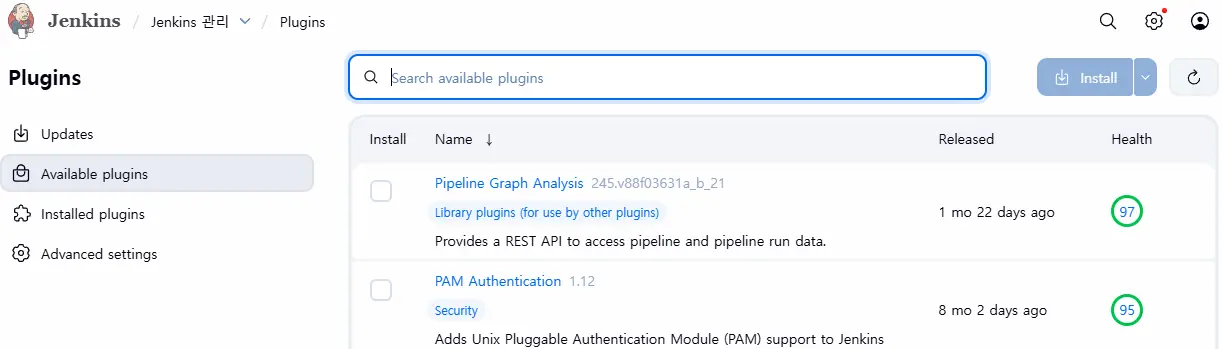 Jenkins / Jenkins 관리 / Plugins
Plugins
Search available plugins
Install
Updates
Available plugins
Installed plugins
Advanced settings
Install Name ↓ Released Health
Pipeline Graph Analysis 245.v88f03631a_b_21
Library plugins (for use by other plugins)
Provides a REST API to access pipeline and pipeline run data.
1 mo 22 days ago
97
PAM Authentication 1.12
Security
Adds Unix Pluggable Authentication Module (PAM) support to Jenkins
8 mo 2 days ago
95